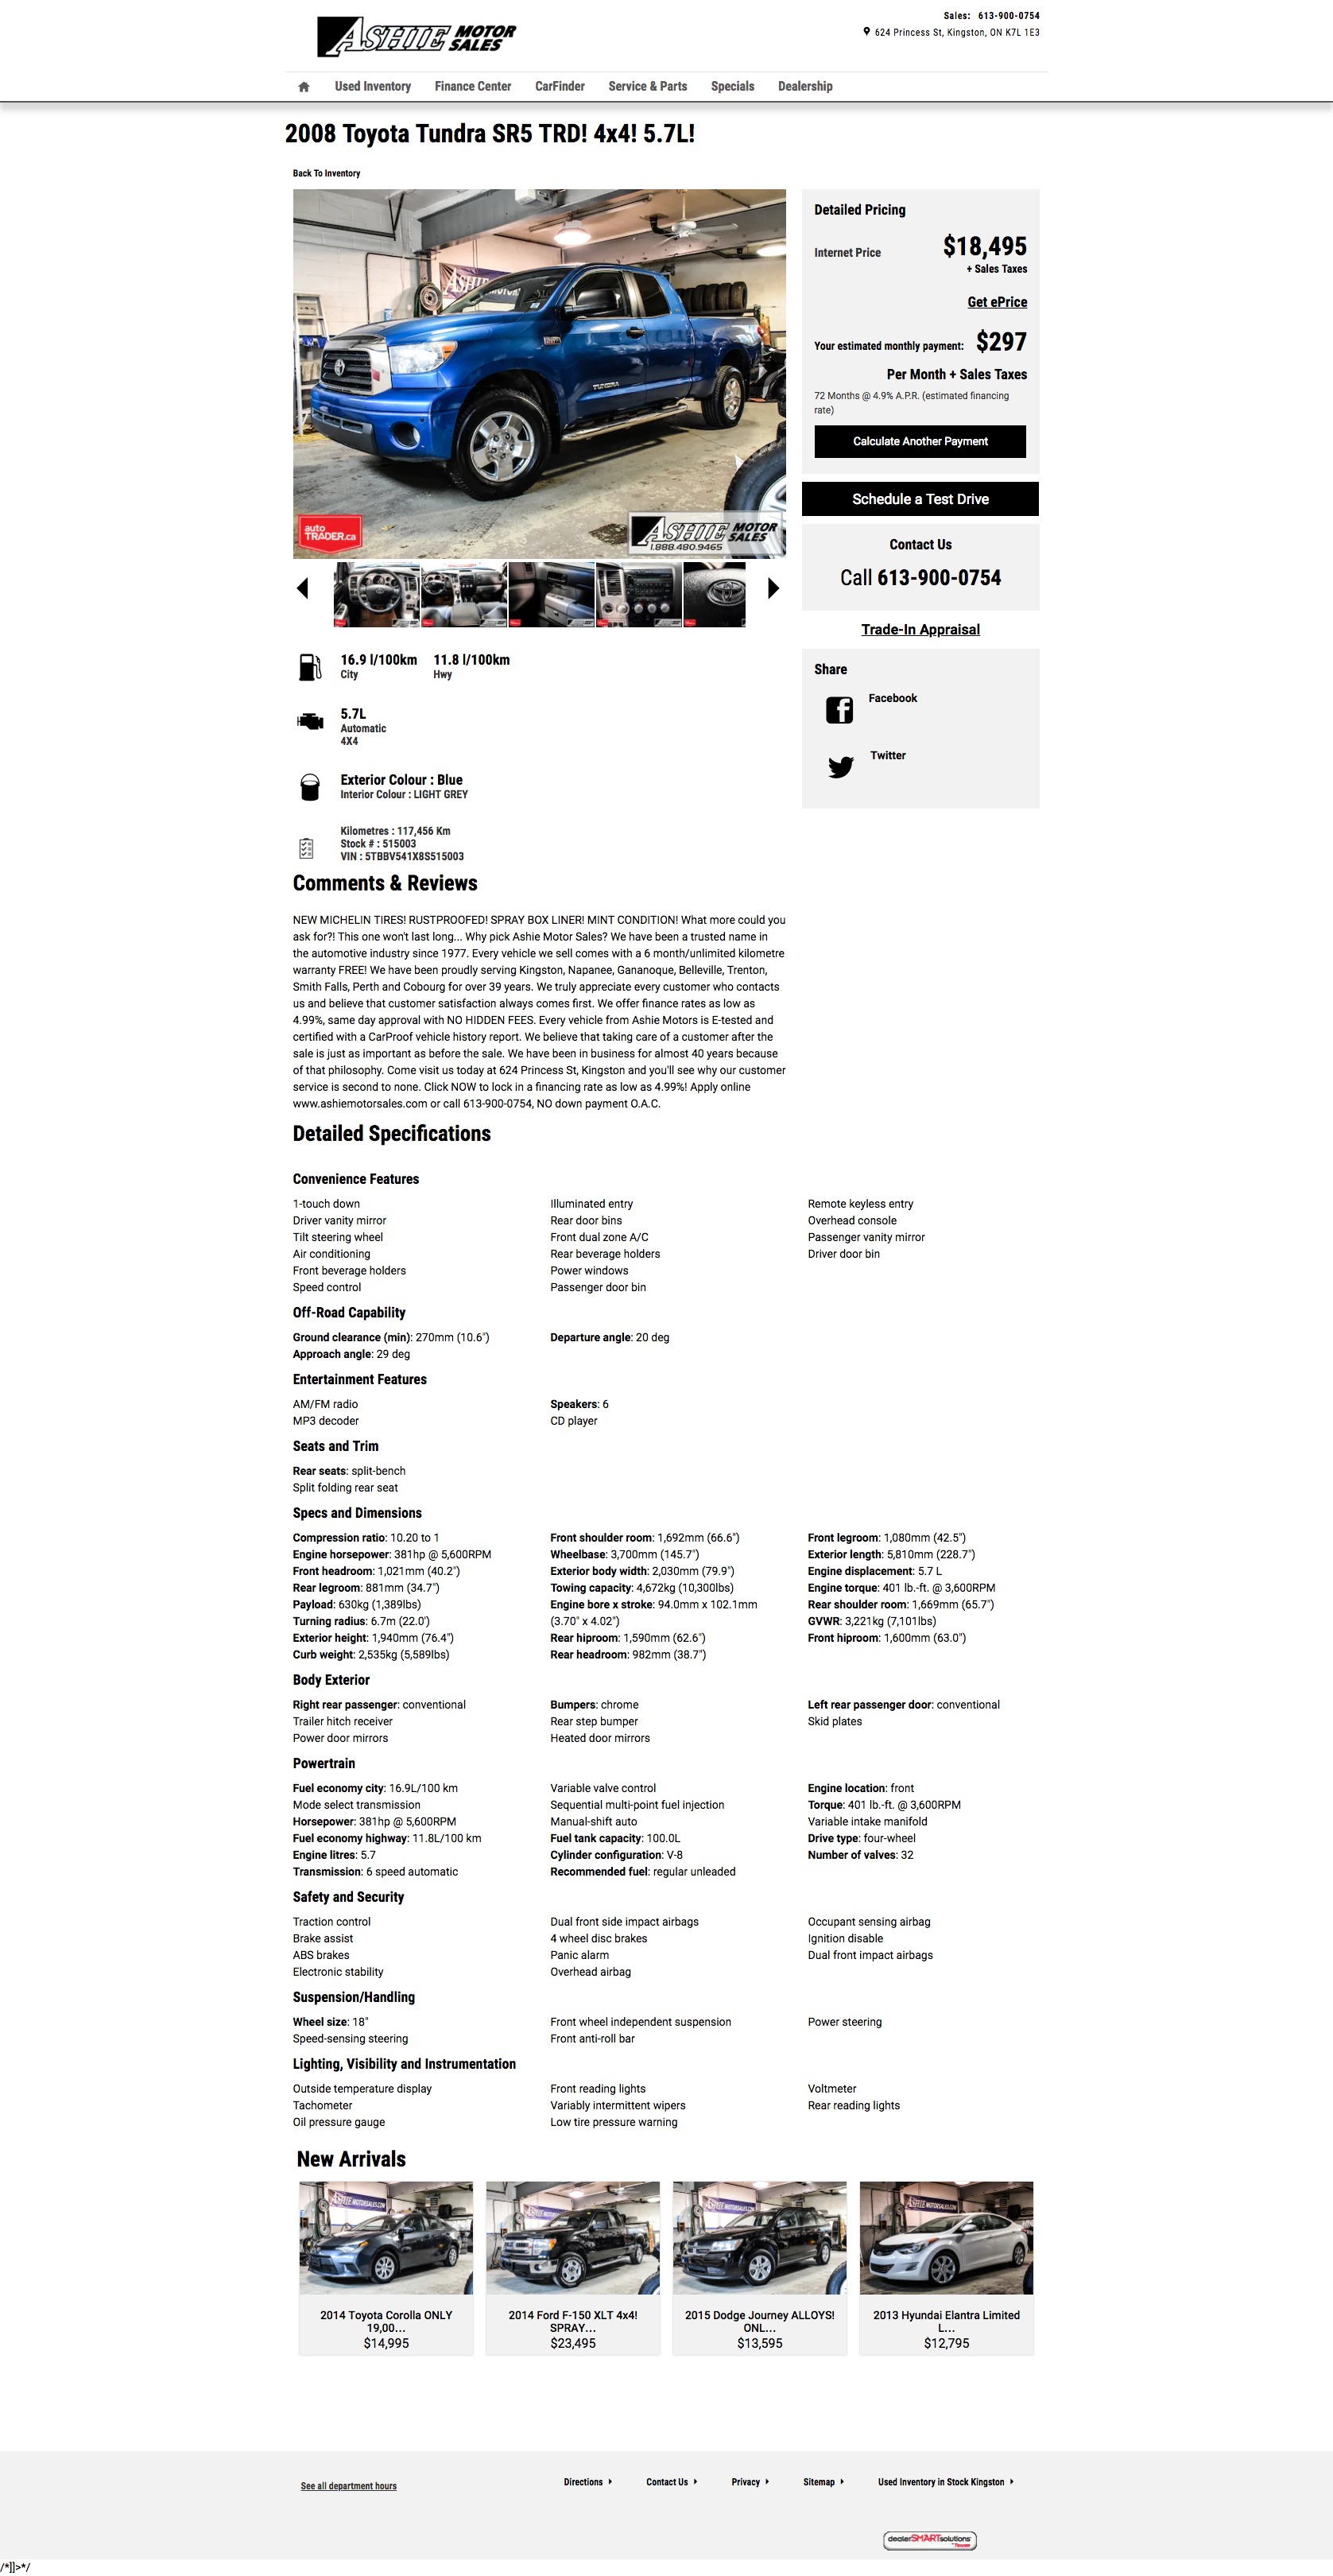 ASHIE MOTOR SALES
Sales: 613-900-0754
624 Princess St, Kingston, ON K7L 1E3
Used Inventory Finance Center CarFinder Service & Parts Specials Dealership
2008 Toyota Tundra SR5 TRD! 4x4! 5.7L!
Back To Inventory
ASHIE
TUNDRA
auto TRADER.ca
ASHIE MOTOR SALES
1.888.480.9465
Detailed Pricing
Internet Price $18,495
+ Sales Taxes
Get ePrice
Your estimated monthly payment: $297
Per Month + Sales Taxes
72 Months @ 4.9% A.P.R. (estimated financing
rate)
Calculate Another Payment
Schedule a Test Drive
Contact Us
Call 613-900-0754
Trade-In Appraisal
Share
Facebook
Twitter
16.9 l/100km 11.8 l/100km
City Hwy
5.7L
Automatic
4X4
Exterior Colour : Blue
Interior Colour : LIGHT GREY
Kilometres : 117,456 Km
Stock # : 515003
VIN : 5TBBV541X8S515003
Comments & Reviews
NEW MICHELIN TIRES! RUSTPROOFED! SPRAY BOX LINER! MINT CONDITION! What more could you
ask for?! This one won't last long... Why pick Ashie Motor Sales? We have been a trusted name in
the automotive industry since 1977. Every vehicle we sell comes with a 6 month/unlimited kilometre
warranty FREE! We have been proudly serving Kingston, Napanee, Gananoque, Belleville, Trenton,
Smith Falls, Perth and Cobourg for over 39 years. We truly appreciate every customer who contacts
us and believe that customer satisfaction always comes first. We offer finance rates as low as
4.99%, same day approval with NO HIDDEN FEES. Every vehicle from Ashie Motors is E-tested and
certified with a CarProof vehicle history report. We believe that taking care of a customer after the
sale is just as important as before the sale. We have been in business for almost 40 years because
of that philosophy. Come visit us today at 624 Princess St, Kingston and you'll see why our customer
service is second to none. Click NOW to lock in a financing rate as low as 4.99%! Apply online
www.ashiemotorsales.com or call 613-900-0754, NO down payment O.A.C.
Detailed Specifications
Convenience Features
1-touch down Illuminated entry Remote keyless entry
Driver vanity mirror Rear door bins Overhead console
Tilt steering wheel Front dual zone A/C Passenger vanity mirror
Air conditioning Rear beverage holders Driver door bin
Front beverage holders Power windows
Speed control Passenger door bin
Off-Road Capability
Ground clearance (min): 270mm (10.6") Departure angle: 20 deg
Approach angle: 29 deg
Entertainment Features
AM/FM radio Speakers: 6
MP3 decoder CD player
Seats and Trim
Rear seats: split-bench
Split folding rear seat
Specs and Dimensions
Compression ratio: 10.20 to 1 Front shoulder room: 1,692mm (66.6") Front legroom: 1,080mm (42.5")
Engine horsepower: 381hp @ 5,600RPM Wheelbase: 3,700mm (145.7") Exterior length: 5,810mm (228.7")
Front headroom: 1,021mm (40.2") Exterior body width: 2,030mm (79.9") Engine displacement: 5.7 L
Rear legroom: 881mm (34.7") Towing capacity: 4,672kg (10,300lbs) Engine torque: 401 lb.-ft. @ 3,600RPM
Payload: 630kg (1,389lbs) Engine bore x stroke: 94.0mm x 102.1mm Rear shoulder room: 1,669mm (65.7")
Turning radius: 6.7m (22.0') (3.70" x 4.02") GVWR: 3,221kg (7,101lbs)
Exterior height: 1,940mm (76.4") Rear hiproom: 1,590mm (62.6") Front hiproom: 1,600mm (63.0")
Curb weight: 2,535kg (5,589lbs) Rear headroom: 982mm (38.7")
Body Exterior
Right rear passenger: conventional Bumpers: chrome Left rear passenger door: conventional
Trailer hitch receiver Rear step bumper Skid plates
Power door mirrors Heated door mirrors
Powertrain
Fuel economy city: 16.9L/100 km Variable valve control Engine location: front
Mode select transmission Sequential multi-point fuel injection Torque: 401 lb.-ft. @ 3,600RPM
Horsepower: 381hp @ 5,600RPM Manual-shift auto Variable intake manifold
Fuel economy highway: 11.8L/100 km Fuel tank capacity: 100.0L Drive type: four-wheel
Engine litres: 5.7 Cylinder configuration: V-8 Number of valves: 32
Transmission: 6 speed automatic Recommended fuel: regular unleaded
Safety and Security
Traction control Dual front side impact airbags Occupant sensing airbag
Brake assist 4 wheel disc brakes Ignition disable
ABS brakes Panic alarm Dual front impact airbags
Electronic stability Overhead airbag
Suspension/Handling
Wheel size: 18" Front wheel independent suspension Power steering
Speed-sensing steering Front anti-roll bar
Lighting, Visibility and Instrumentation
Outside temperature display Front reading lights Voltmeter
Tachometer Variably intermittent wipers Rear reading lights
Oil pressure gauge Low tire pressure warning
New Arrivals
2014 Toyota Corolla ONLY 19,00... $14,995
2014 Ford F-150 XLT 4x4! SPRAY... $23,495
2015 Dodge Journey ALLOYS! ONL... $13,595
2013 Hyundai Elantra Limited L... $12,795
See all department hours
Directions Contact Us Privacy Sitemap Used Inventory in Stock Kingston
dealerSMARTsolutions
/*]]>*/